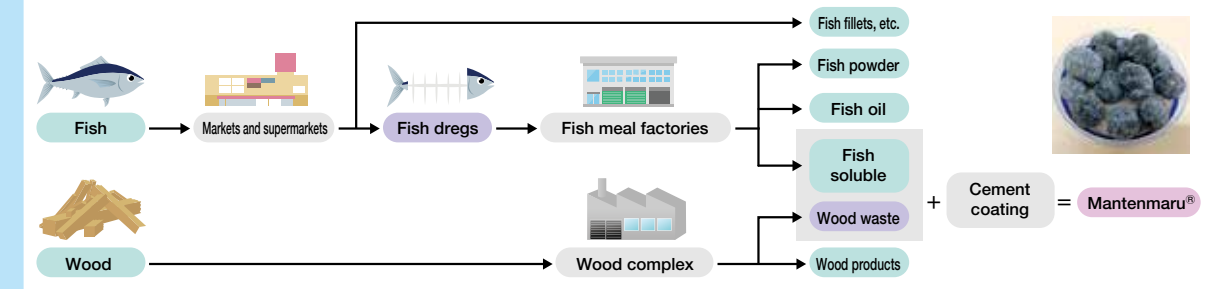 Fish fillets, etc.
Fish powder
Fish
Markets and supermarkets
Fish dregs
Fish meal factories
Fish oil
Fish
soluble
Wood waste
+
Cement
coating
=
Mantenmaru®
Wood
Wood complex
Wood products